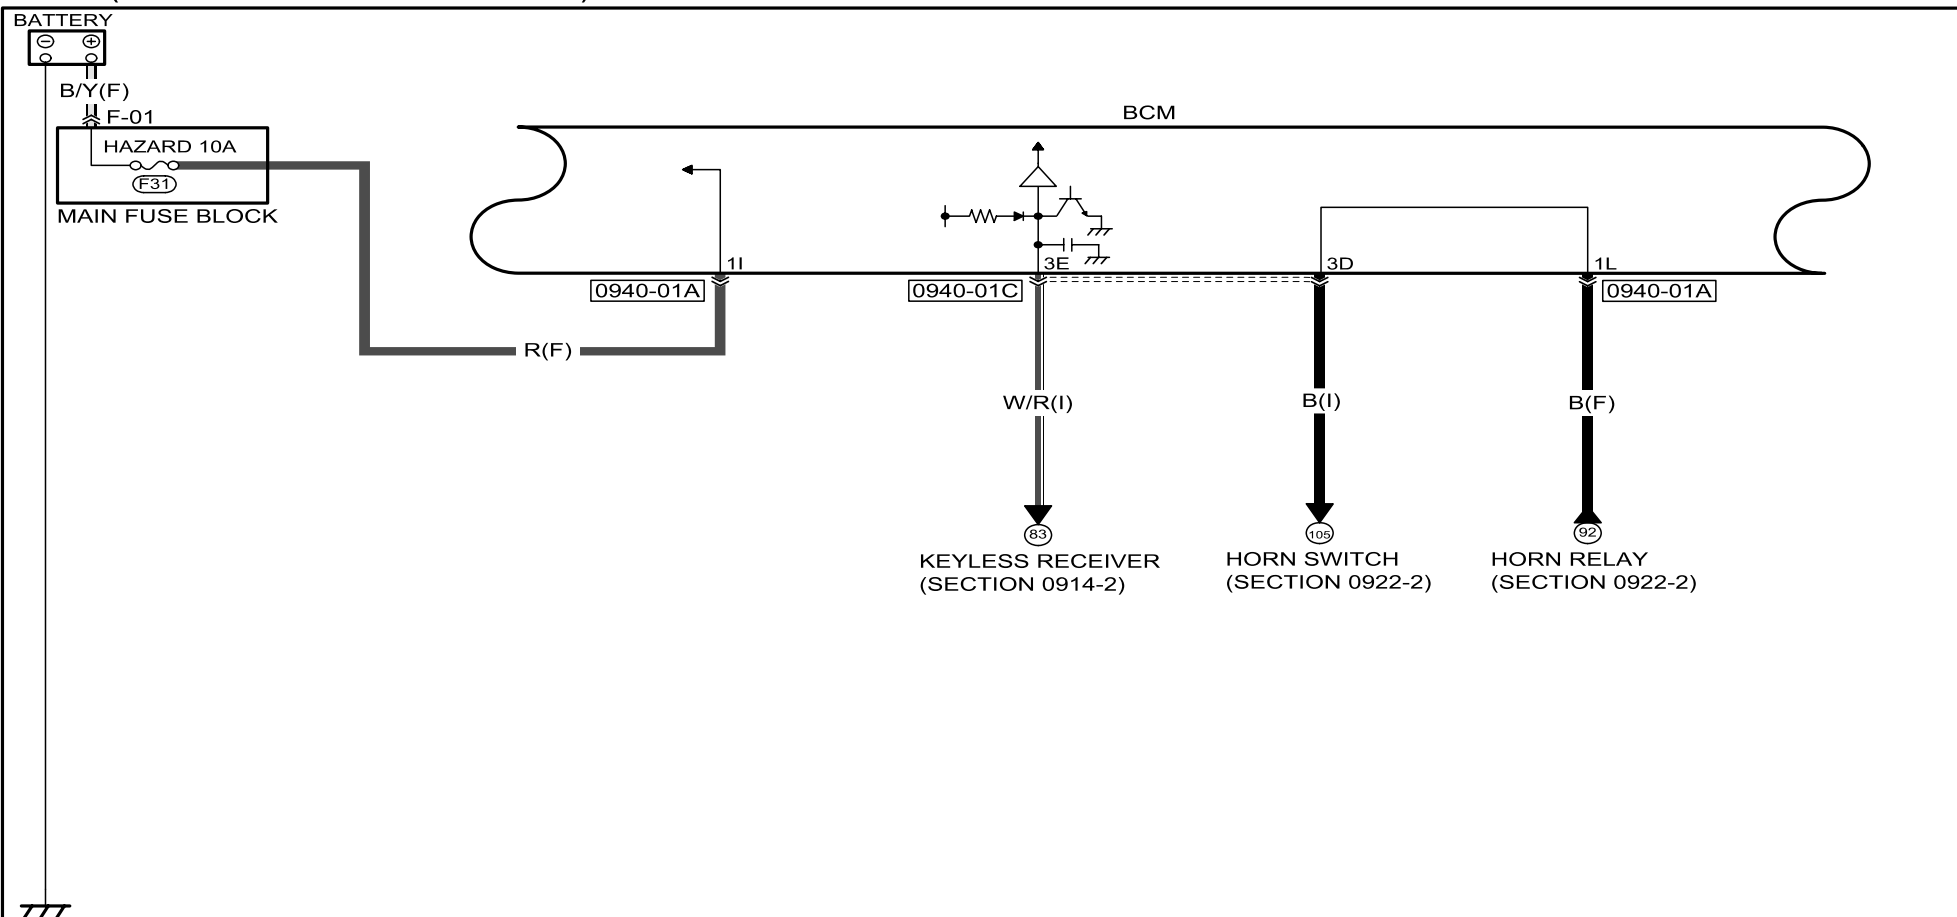 BATTERY
B/Y(F)
F-01
HAZARD 10A
F31
MAIN FUSE BLOCK
BCM
1I
3E
3D
1L
0940-01A
0940-01C
0940-01A
R(F)
W/R(I)
B(I)
B(F)
83
105
92
KEYLESS RECEIVER
(SECTION 0914-2)
HORN SWITCH
(SECTION 0922-2)
HORN RELAY
(SECTION 0922-2)